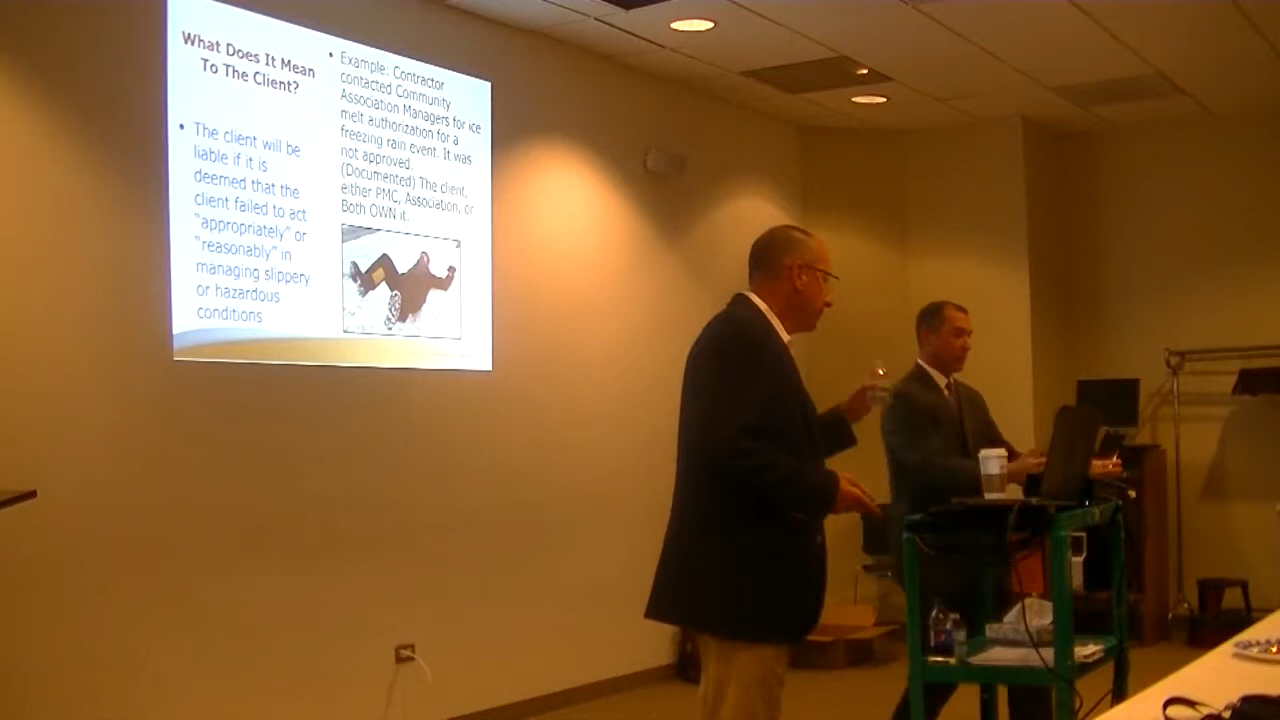 What Does It Mean
To The Client?
• The client will be
liable if it is
deemed that the
client failed to act
"appropriately" or
"reasonably" in
managing slippery
or hazardous
conditions
• Example: Contractor
contacted Community
Association Managers for ice
melt authorization for a
freezing rain event. It was
not approved.
(Documented) The client,
either PMC, Association, or
Both OWN it.